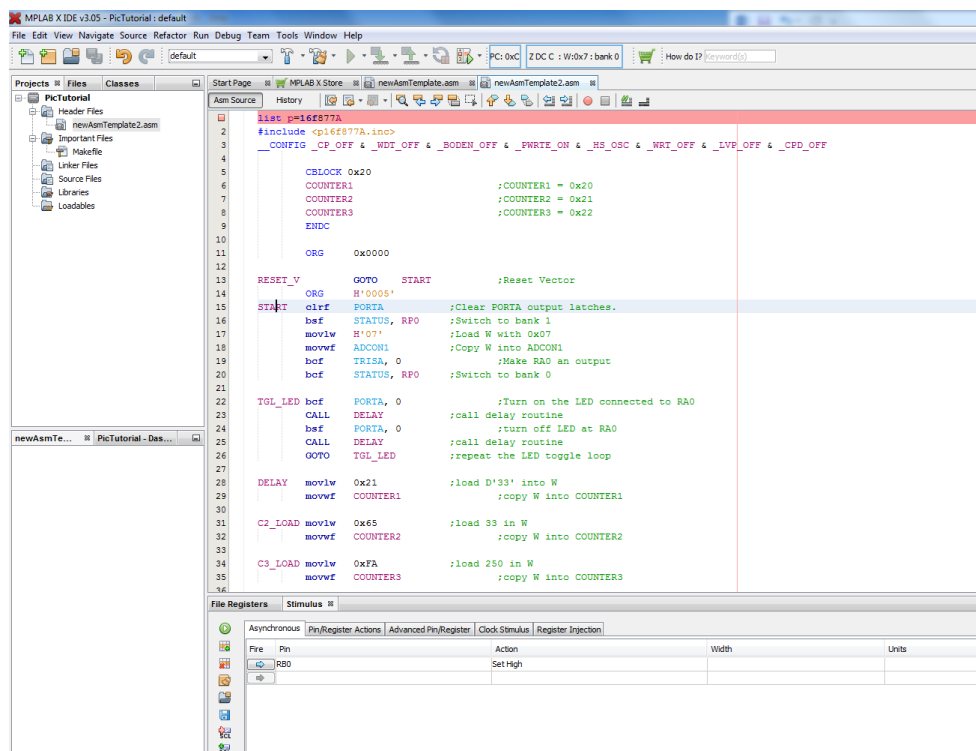 MPLAB X IDE v3.05 - PicTutorial : default
File Edit View Navigate Source Refactor Run Debug Team Tools Window Help
default PC: 0xC Z DC C : W:0x7 : bank 0 How do I? Keyword(s)
Projects Files Classes
PicTutorial
Header Files
newAsmTemplate2.asm
Important Files
Makefile
Linker Files
Source Files
Libraries
Loadables
newAsmTe... PicTutorial - Das...
Start Page MPLAB X Store newAsmTemplate.asm newAsmTemplate2.asm
Asm Source History
list p=16f877A
2 #include <p16f877A.inc>
3 __CONFIG _CP_OFF & _WDT_OFF & _BODEN_OFF & _PWRTE_ON & _HS_OSC & _WRT_OFF & _LVP_OFF & _CPD_OFF
4
5 CBLOCK 0x20
6 COUNTER1 ;COUNTER1 = 0x20
7 COUNTER2 ;COUNTER2 = 0x21
8 COUNTER3 ;COUNTER3 = 0x22
9 ENDC
10
11 ORG 0x0000
12
13 RESET_V GOTO START ;Reset Vector
14 ORG H'0005'
15 START clrf PORTA ;Clear PORTA output latches.
16 bsf STATUS, RP0 ;Switch to bank 1
17 movlw H'07' ;Load W with 0x07
18 movwf ADCON1 ;Copy W into ADCON1
19 bcf TRISA, 0 ;Make RA0 an output
20 bcf STATUS, RP0 ;Switch to bank 0
21
22 TGL_LED bcf PORTA, 0 ;Turn on the LED connected to RA0
23 CALL DELAY ;call delay routine
24 bsf PORTA, 0 ;turn off LED at RA0
25 CALL DELAY ;call delay routine
26 GOTO TGL_LED ;repeat the LED toggle loop
27
28 DELAY movlw 0x21 ;load D'33' into W
29 movwf COUNTER1 ;copy W into COUNTER1
30
31 C2_LOAD movlw 0x65 ;load 33 in W
32 movwf COUNTER2 ;copy W into COUNTER2
33
34 C3_LOAD movlw 0xFA ;load 250 in W
35 movwf COUNTER3 ;copy W into COUNTER3
36
File Registers Stimulus
Asynchronous Pin/Register Actions Advanced Pin/Register Clock Stimulus Register Injection
Fire Pin Action Width Units
RB0 Set High
SCL